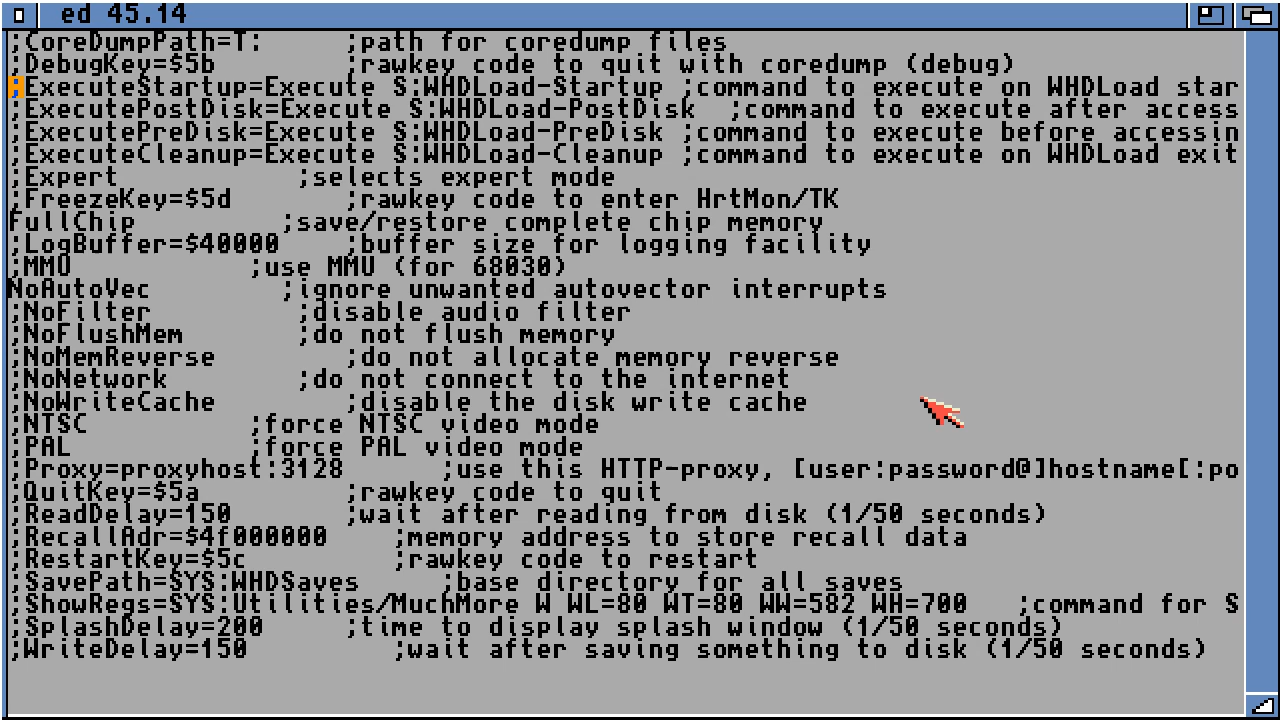 ed 45.14
;CoreDumpPath=T: ;path for coredump files
;DebugKey=$5b ;rawkey code to quit with coredump (debug)
;ExecuteStartup=Execute S:WHDLoad-Startup ;command to execute on WHDLoad star
;ExecutePostDisk=Execute S:WHDLoad-PostDisk ;command to execute after access
;ExecutePreDisk=Execute S:WHDLoad-PreDisk ;command to execute before accessin
;ExecuteCleanup=Execute S:WHDLoad-Cleanup ;command to execute on WHDLoad exit
;Expert ;selects expert mode
;FreezeKey=$5d ;rawkey code to enter HrtMon/TK
FullChip ;save/restore complete chip memory
;LogBuffer=$40000 ;buffer size for logging facility
;MMU ;use MMU (for 68030)
NoAutoVec ;ignore unwanted autovector interrupts
;NoFilter ;disable audio filter
;NoFlushMem ;do not flush memory
;NoMemReverse ;do not allocate memory reverse
;NoNetwork ;do not connect to the internet
;NoWriteCache ;disable the disk write cache
;NTSC ;force NTSC video mode
;PAL ;force PAL video mode
;Proxy=proxyhost:3128 ;use this HTTP-proxy, [user:password@]hostname[:po
;QuitKey=$5a ;rawkey code to quit
;ReadDelay=150 ;wait after reading from disk (1/50 seconds)
;RecallAdr=$4f000000 ;memory address to store recall data
;RestartKey=$5c ;rawkey code to restart
;SavePath=SYS:WHDSaves ;base directory for all saves
;ShowRegs=SYS:Utilities/MuchMore W WL=80 WT=80 WW=582 WH=700 ;command for S
;SplashDelay=200 ;time to display splash window (1/50 seconds)
;WriteDelay=150 ;wait after saving something to disk (1/50 seconds)